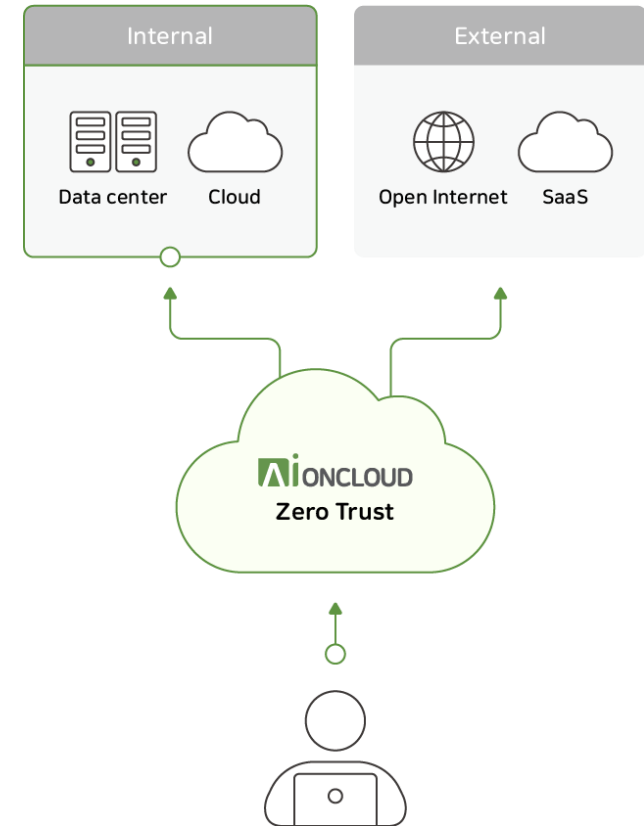 Internal
External
Data center
Cloud
Open Internet
SaaS
AiONCLOUD
Zero Trust